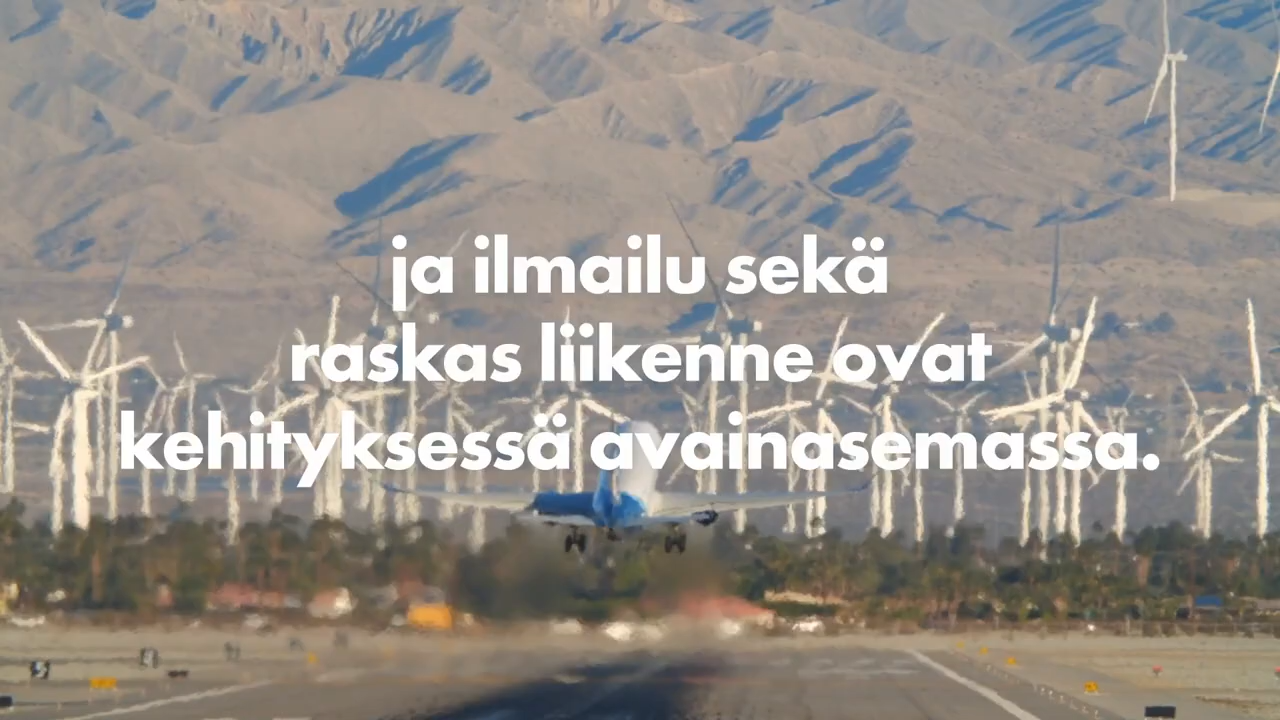 ja ilmailu sekä
raskas liikenne ovat
kehityksessä avainasemassa.